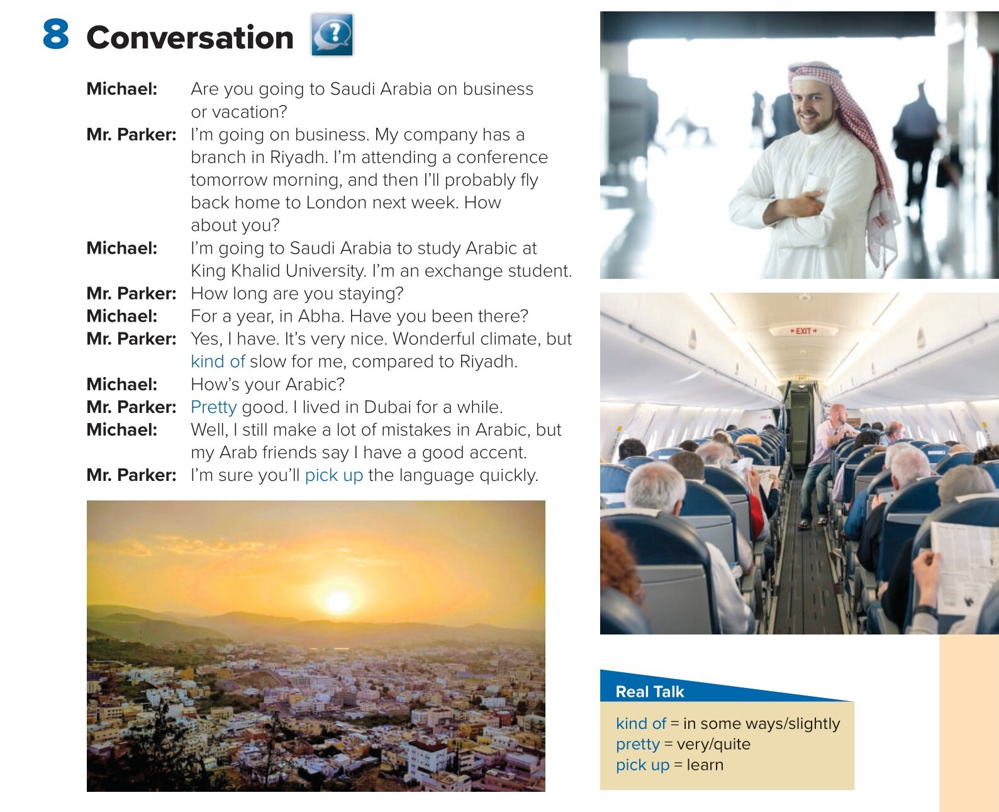 8 Conversation
?
Michael: Are you going to Saudi Arabia on business
or vacation?
Mr. Parker: I'm going on business. My company has a
branch in Riyadh. I'm attending a conference
tomorrow morning, and then I'll probably fly
back home to London next week. How
about you?
Michael: I'm going to Saudi Arabia to study Arabic at
King Khalid University. I'm an exchange student.
Mr. Parker: How long are you staying?
Michael: For a year, in Abha. Have you been there?
Mr. Parker: Yes, I have. It's very nice. Wonderful climate, but
kind of slow for me, compared to Riyadh.
Michael: How's your Arabic?
Mr. Parker: Pretty good. I lived in Dubai for a while.
Michael: Well, I still make a lot of mistakes in Arabic, but
my Arab friends say I have a good accent.
Mr. Parker: I'm sure you'll pick up the language quickly.
EXIT
Real Talk
kind of = in some ways/slightly
pretty = very/quite
pick up = learn